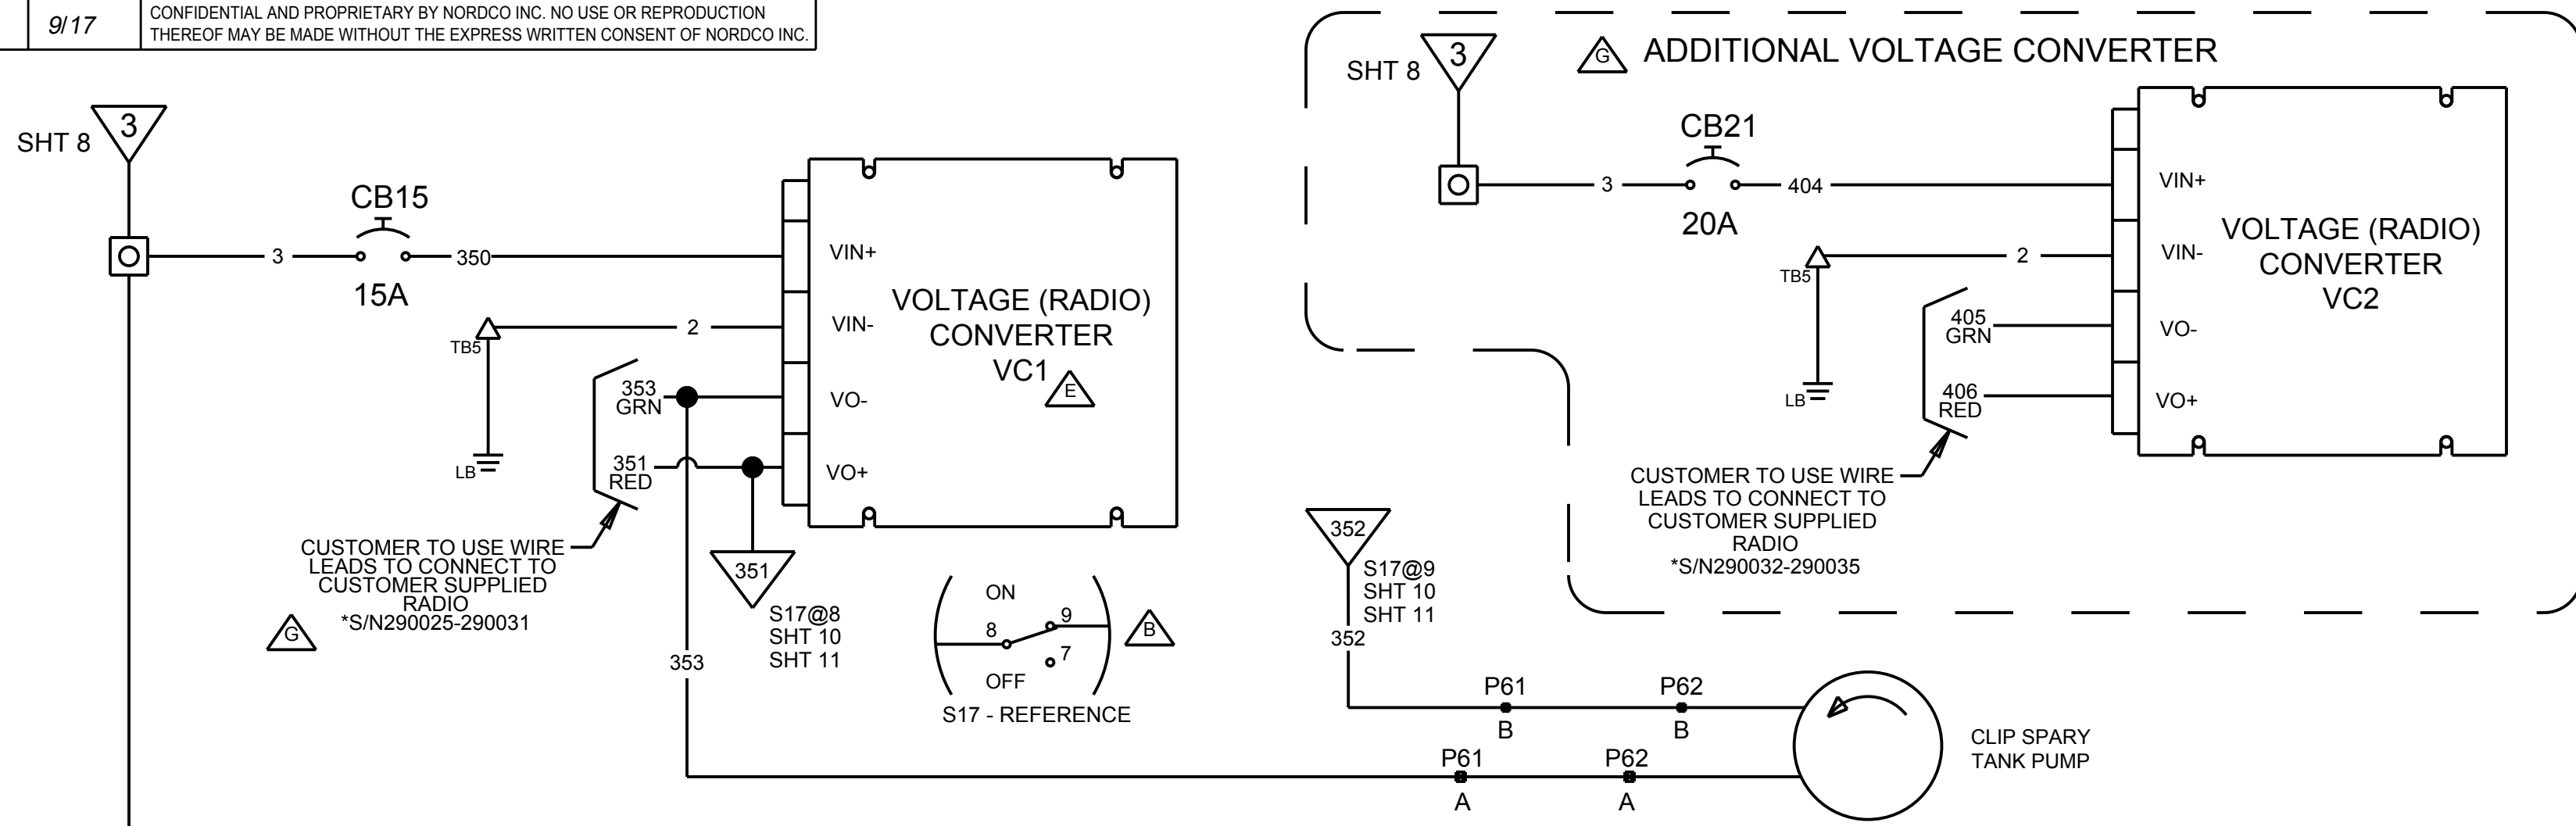 9/17
CONFIDENTIAL AND PROPRIETARY BY NORDCO INC. NO USE OR REPRODUCTION
THEREOF MAY BE MADE WITHOUT THE EXPRESS WRITTEN CONSENT OF NORDCO INC.
SHT 8
3
CB15
3
350
15A
TB5
2
LB
353
GRN
351
RED
VIN+
VIN-
VO-
VO+
VOLTAGE (RADIO)
CONVERTER
VC1
E
CUSTOMER TO USE WIRE
LEADS TO CONNECT TO
CUSTOMER SUPPLIED
RADIO
*S/N290025-290031
G
351
S17@8
SHT 10
SHT 11
353
ON
8
9
7
OFF
B
S17 - REFERENCE
SHT 8
3
G
ADDITIONAL VOLTAGE CONVERTER
CB21
3
404
20A
TB5
2
LB
405
GRN
406
RED
VIN+
VIN-
VO-
VO+
VOLTAGE (RADIO)
CONVERTER
VC2
CUSTOMER TO USE WIRE
LEADS TO CONNECT TO
CUSTOMER SUPPLIED
RADIO
*S/N290032-290035
352
S17@9
SHT 10
SHT 11
352
P61
B
P62
B
P61
A
P62
A
CLIP SPARY
TANK PUMP